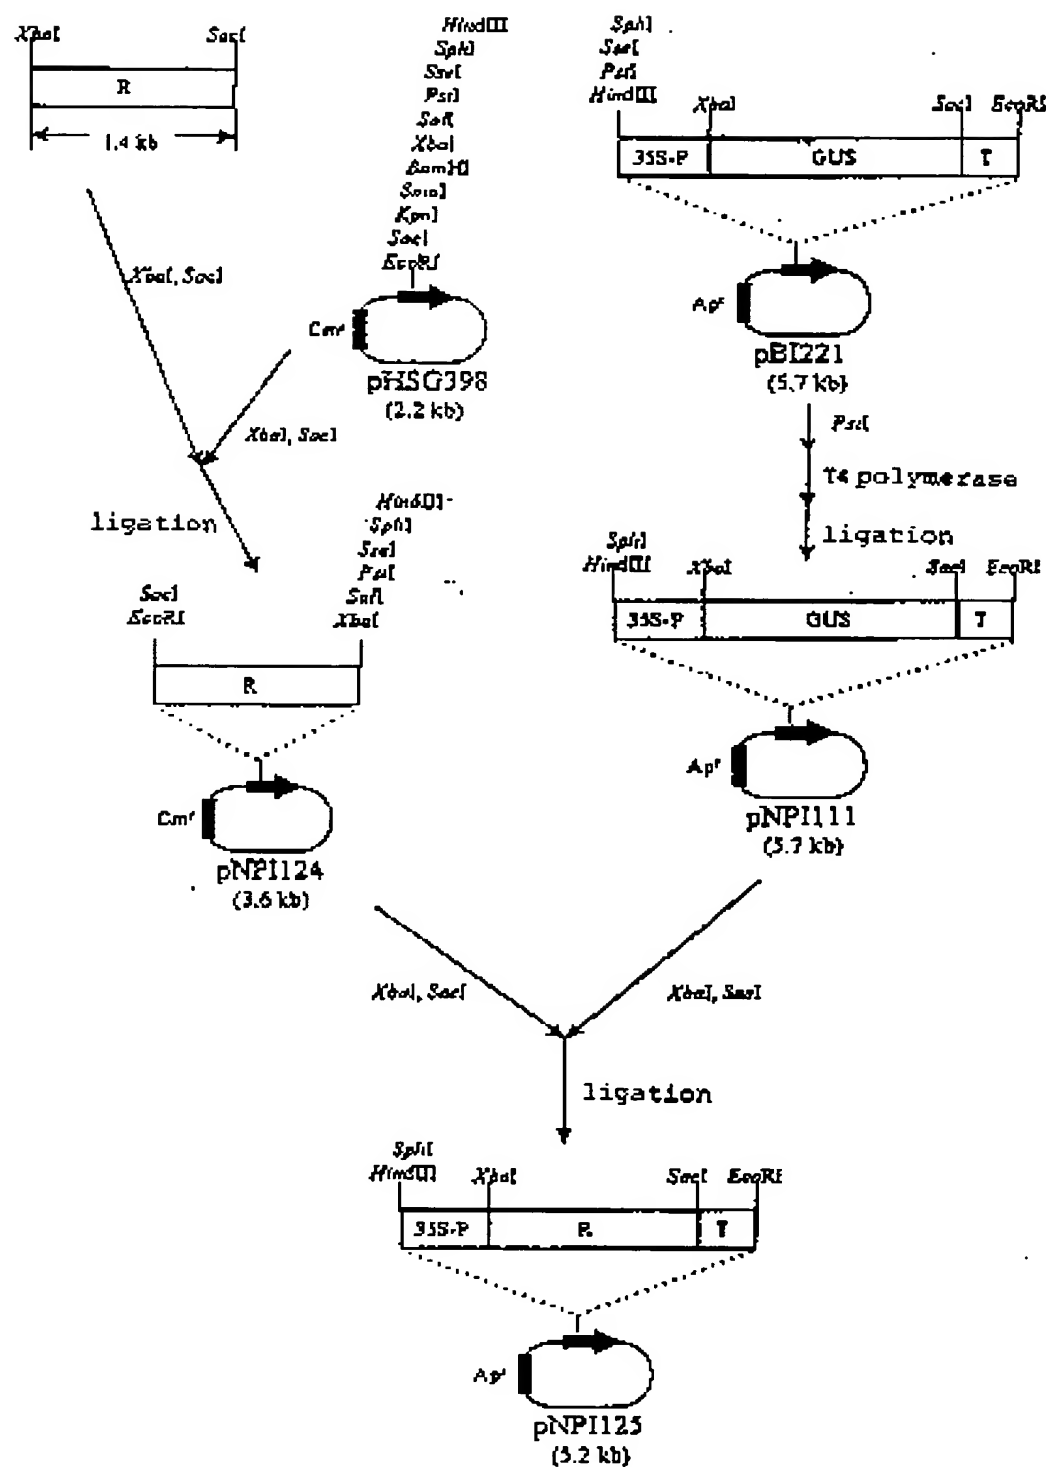 XbaI SacI
R
1.4 kb
HindIII
SphI
SseI
PstI
SalI
XbaI
BamHI
SmaI
KpnI
SacI
EcoRI
Cmʳ
pHSG398
(2.2 kb)
SphI
SseI
PstI
HindIII
XbaI SacI EcoRI
35S-P GUS T
Apʳ
pBI221
(5.7 kb)
XbaI, SacI
XbaI, SacI
ligation
PstI
T4 polymerase
ligation
SacI
EcoRI
HindIII
SphI
SseI
PstI
SalI
XbaI
R
Cmʳ
pNPI124
(3.6 kb)
SphI
HindIII
XbaI SacI EcoRI
35S-P GUS T
Apʳ
pNPI111
(5.7 kb)
XbaI, SacI
XbaI, SacI
ligation
SphI
HindIII
XbaI SacI EcoRI
35S-P R T
Apʳ
pNPI125
(5.2 kb)